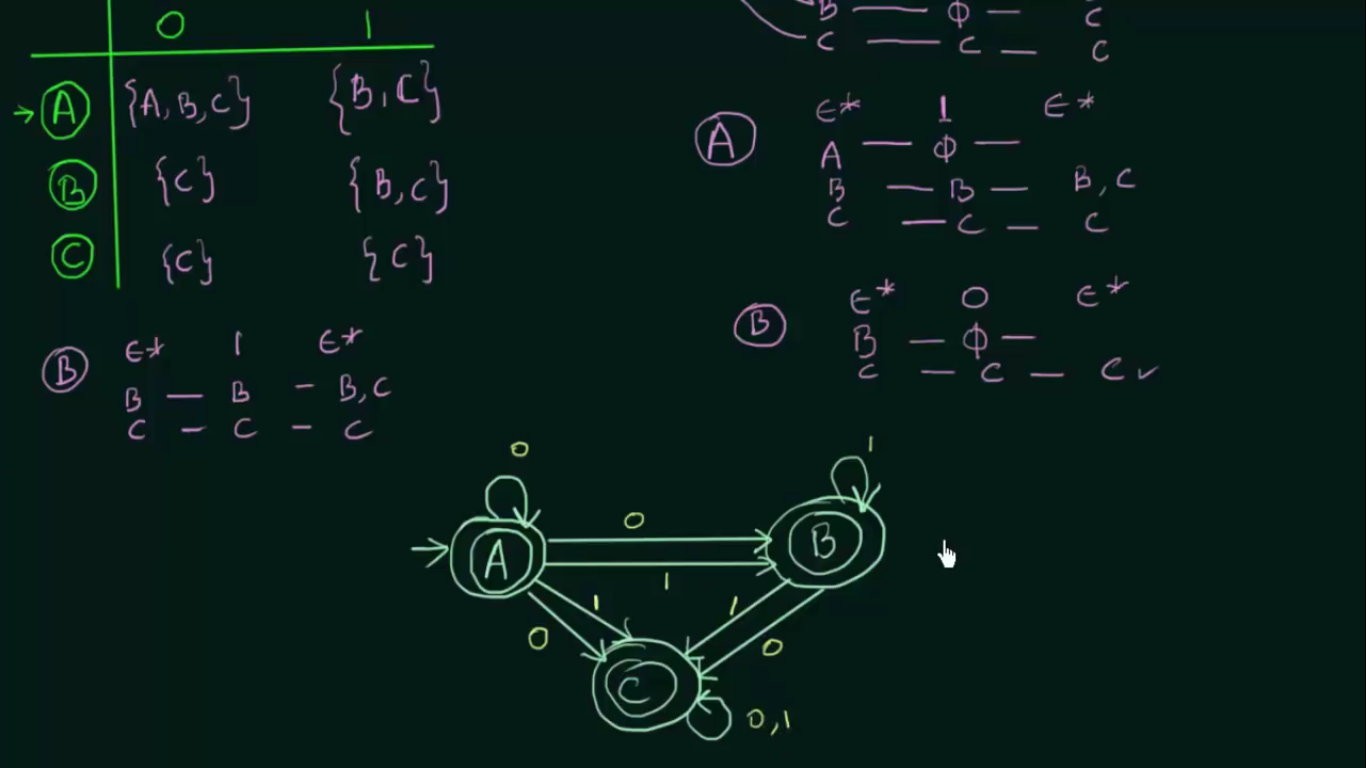 0 1
A {A,B,C} {B,C}
B {C} {B,C}
C {C} {C}
B — Φ — C
C — C — C
A ∈* 1 ∈*
A — Φ —
B — B — B,C
C — C — C
B ∈* 0 ∈*
B — Φ —
C — C — C ✓
B ∈* 1 ∈*
B — B – B,C
C – C – C
0 1
0
A B
1
1 1
0 0
C
0,1